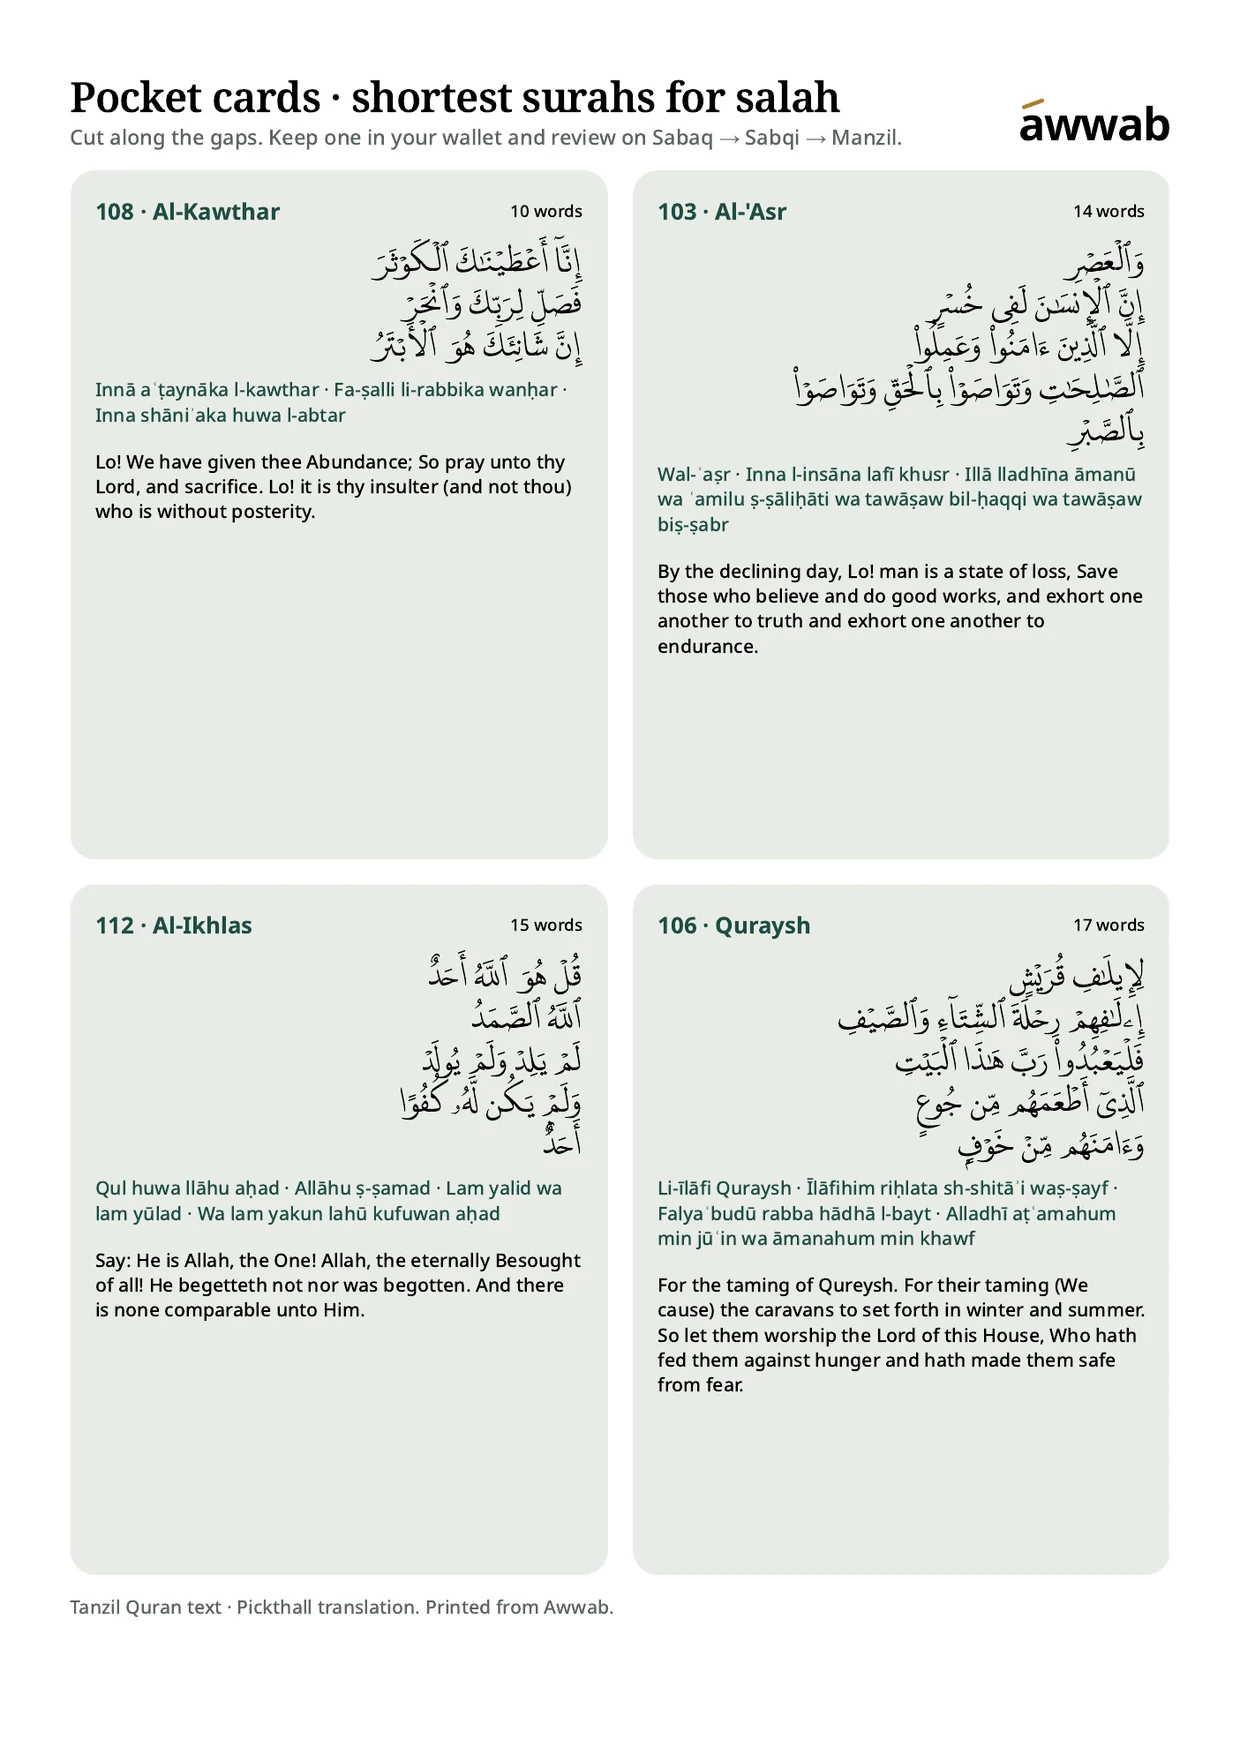 Pocket cards · shortest surahs for salah
Cut along the gaps. Keep one in your wallet and review on Sabaq → Sabqi → Manzil.
awwab
108 · Al-Kawthar
10 words
إِنَّآ أَعْطَيْنَـٰكَ ٱلْكَوْثَرَ
فَصَلِّ لِرَبِّكَ وَٱنْحَرْ
إِنَّ شَانِئَكَ هُوَ ٱلْأَبْتَرُ
Innā aʿṭaynāka l-kawthar · Fa-ṣalli li-rabbika wanḥar ·
Inna shāniʾaka huwa l-abtar
Lo! We have given thee Abundance; So pray unto thy
Lord, and sacrifice. Lo! it is thy insulter (and not thou)
who is without posterity.
103 · Al-'Asr
14 words
وَٱلْعَصْرِ
إِنَّ ٱلْإِنسَـٰنَ لَفِى خُسْرٍ
إِلَّا ٱلَّذِينَ ءَامَنُوا۟ وَعَمِلُوا۟
ٱلصَّـٰلِحَـٰتِ وَتَوَاصَوْا۟ بِٱلْحَقِّ وَتَوَاصَوْا۟
بِٱلصَّبْرِ
Wal-ʿaṣr · Inna l-insāna lafī khusr · Illā lladhīna āmanū
wa ʿamilu ṣ-ṣāliḥāti wa tawāṣaw bil-ḥaqqi wa tawāṣaw
biṣ-ṣabr
By the declining day, Lo! man is a state of loss, Save
those who believe and do good works, and exhort one
another to truth and exhort one another to
endurance.
112 · Al-Ikhlas
15 words
قُلْ هُوَ ٱللَّهُ أَحَدٌ
ٱللَّهُ ٱلصَّمَدُ
لَمْ يَلِدْ وَلَمْ يُولَدْ
وَلَمْ يَكُن لَّهُۥ كُفُوًا
أَحَدٌۢ
Qul huwa llāhu aḥad · Allāhu ṣ-ṣamad · Lam yalid wa
lam yūlad · Wa lam yakun lahū kufuwan aḥad
Say: He is Allah, the One! Allah, the eternally Besought
of all! He begetteth not nor was begotten. And there
is none comparable unto Him.
106 · Quraysh
17 words
لِإِيلَـٰفِ قُرَيْشٍ
إِۦلَـٰفِهِمْ رِحْلَةَ ٱلشِّتَآءِ وَٱلصَّيْفِ
فَلْيَعْبُدُوا۟ رَبَّ هَـٰذَا ٱلْبَيْتِ
ٱلَّذِىٓ أَطْعَمَهُم مِّن جُوعٍ
وَءَامَنَهُم مِّنْ خَوْفٍۭ
Li-īlāfi Quraysh · Īlāfihim riḥlata sh-shitāʾi waṣ-ṣayf ·
Falyaʿbudū rabba hādhā l-bayt · Alladhī aṭʿamahum
min jūʿin wa āmanahum min khawf
For the taming of Qureysh. For their taming (We
cause) the caravans to set forth in winter and summer.
So let them worship the Lord of this House, Who hath
fed them against hunger and hath made them safe
from fear.
Tanzil Quran text · Pickthall translation. Printed from Awwab.